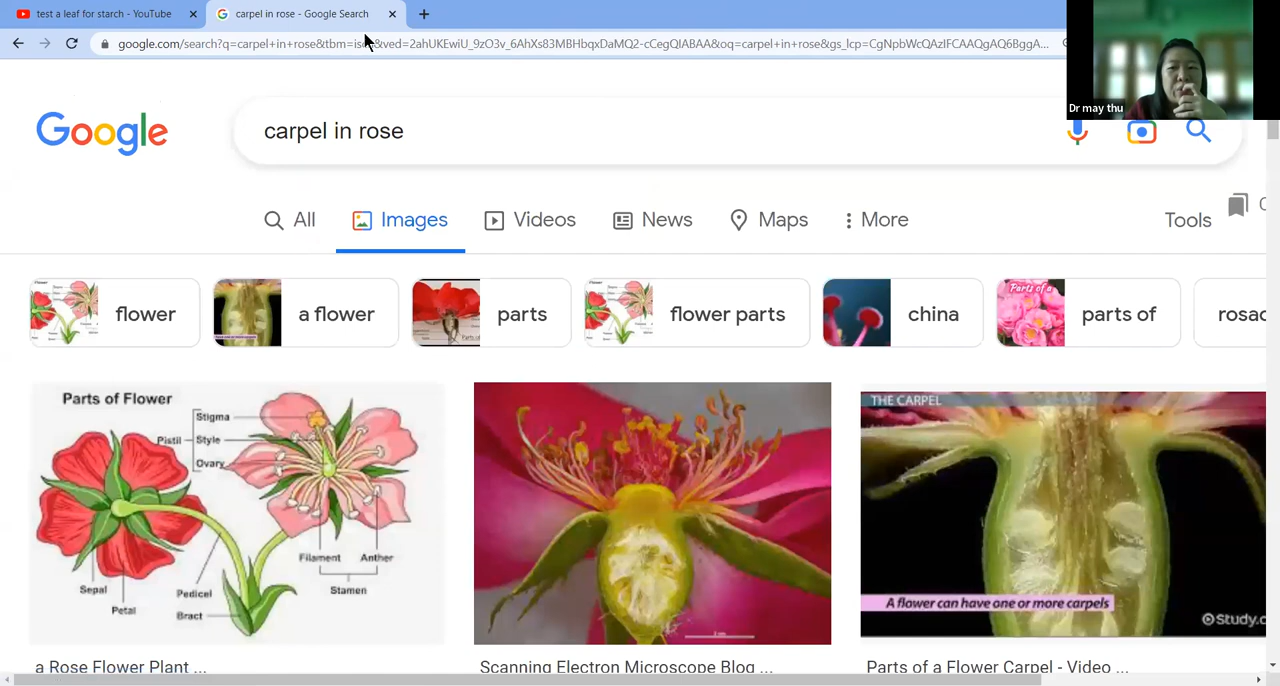 test a leaf for starch - YouTube
carpel in rose - Google Search
google.com/search?q=carpel+in+rose&tbm=isch&ved=2ahUKEwiU_9zO3v_6AhXs83MBHbqxDaMQ2-cCegQIABAA&oq=carpel+in+rose&gs_lcp=CgNpbWcQAzIFCAAQgAQ6BggA...
Dr may thu
Google
carpel in rose
All
Images
Videos
News
Maps
More
Tools
C
flower
a flower
parts
flower parts
china
Parts of a
parts of
rosac
Parts of Flower
Stigma
Pistil
Style
Ovary
Filament
Anther
Stamen
Sepal
Petal
Pedicel
Bract
THE CARPEL
A flower can have one or more carpels
Study.c
a Rose Flower Plant ...
Scanning Electron Microscope Blog ...
Parts of a Flower Carpel - Video ...